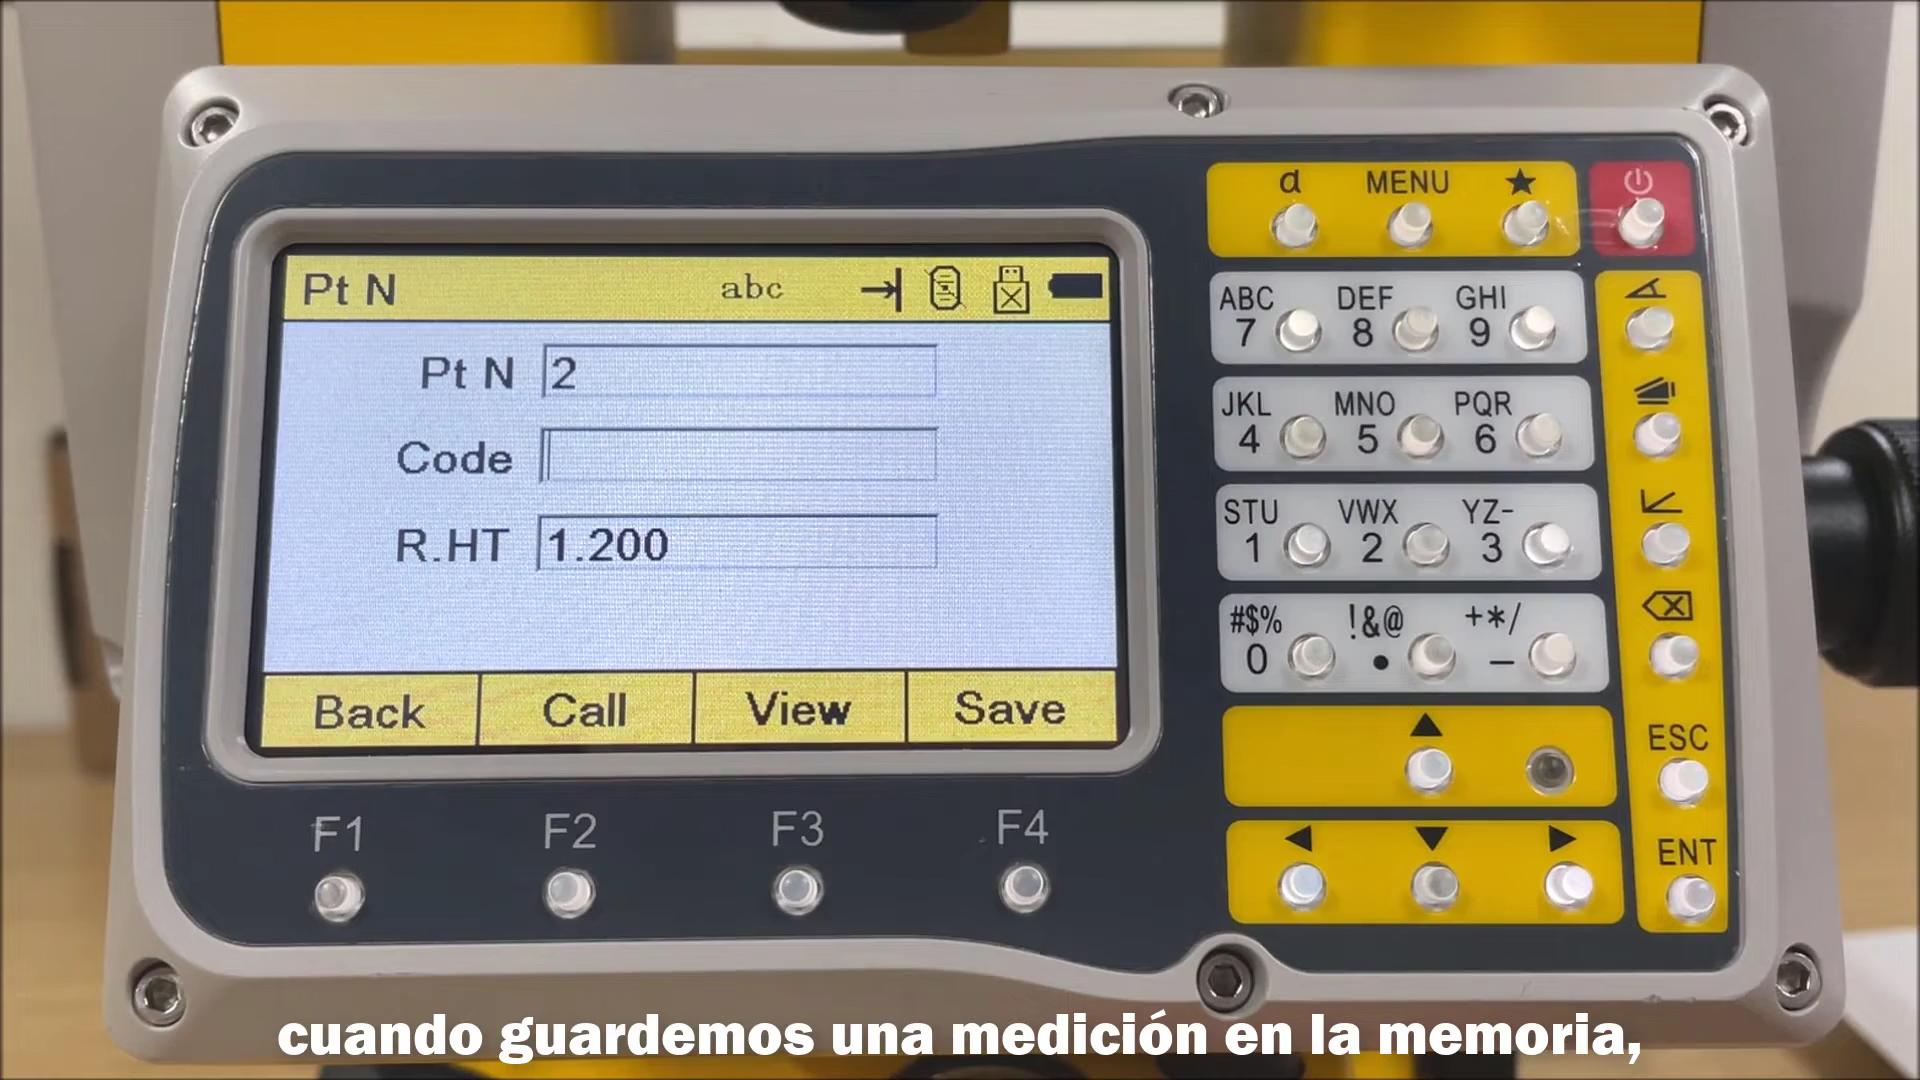 Pt N abc
Pt N 2
Code
R.HT 1.200
Back Call View Save
F1 F2 F3 F4
α MENU
ABC DEF GHI
7 8 9
JKL MNO PQR
4 5 6
STU VWX YZ-
1 2 3
#$% !&@ +*/
0 • –
ESC
ENT
cuando guardemos una medición en la memoria,